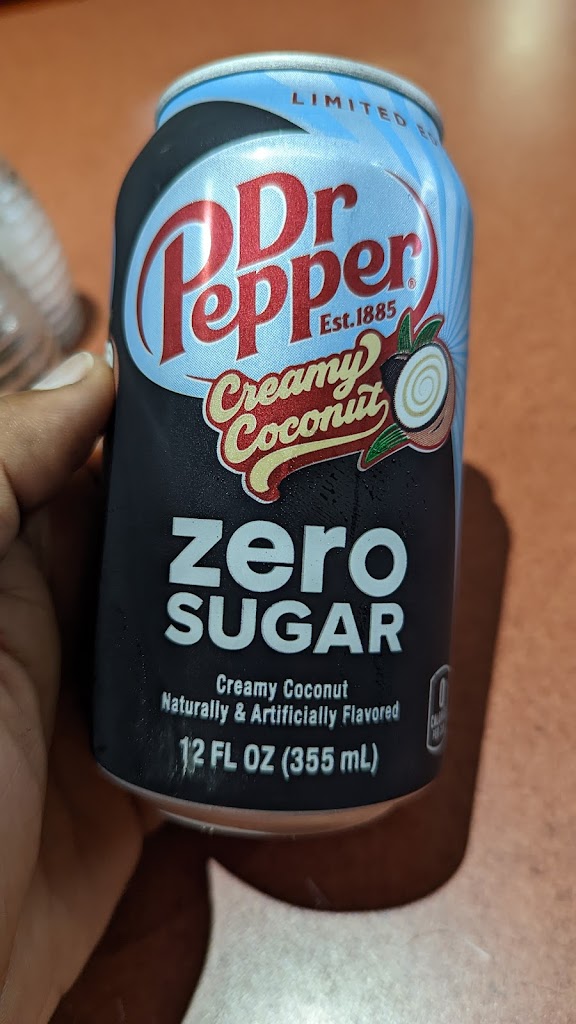 LIMITED
Dr
Pepper®
Est.1885
Creamy
Coconut
zero
SUGAR
Creamy Coconut
Naturally & Artificially Flavored
12 FL OZ (355 mL)
0